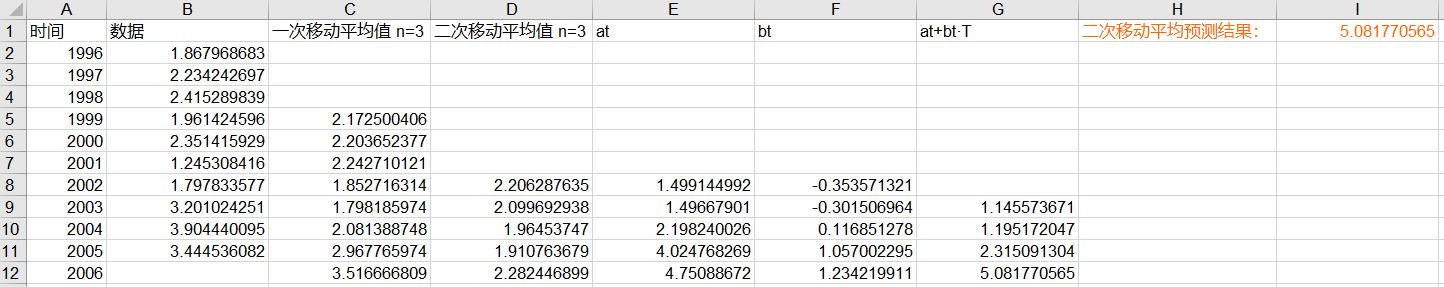 A B C D E F G H I
1 时间 数据 一次移动平均值 n=3 二次移动平均值 n=3 at bt at+bt·T 二次移动平均预测结果： 5.081770565
2 1996 1.867968683
3 1997 2.234242697
4 1998 2.415289839
5 1999 1.961424596 2.172500406
6 2000 2.351415929 2.203652377
7 2001 1.245308416 2.242710121
8 2002 1.797833577 1.852716314 2.206287635 1.499144992 -0.353571321
9 2003 3.201024251 1.798185974 2.099692938 1.49667901 -0.301506964 1.145573671
10 2004 3.904440095 2.081388748 1.96453747 2.198240026 0.116851278 1.195172047
11 2005 3.444536082 2.967765974 1.910763679 4.024768269 1.057002295 2.315091304
12 2006 3.516666809 2.282446899 4.75088672 1.234219911 5.081770565